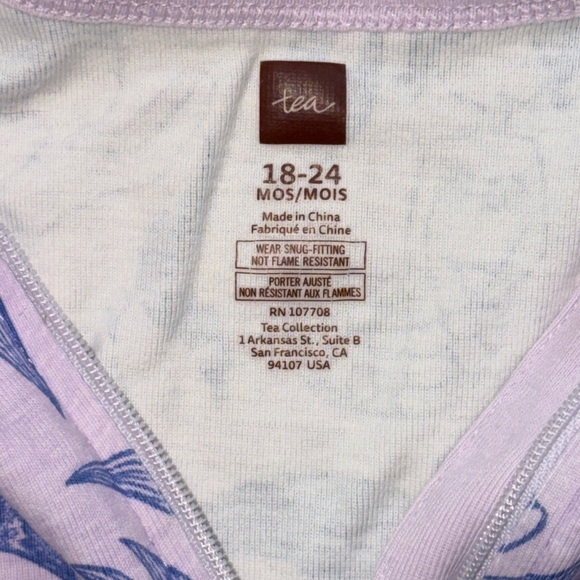 tea
18-24
MOS/MOIS
Made in China
Fabriqué en Chine
WEAR SNUG-FITTING
NOT FLAME RESISTANT
PORTER AJUSTÉ
NON RÉSISTANT AUX FLAMMES
RN 107708
Tea Collection
1 Arkansas St., Suite B
San Francisco, CA
94107 USA